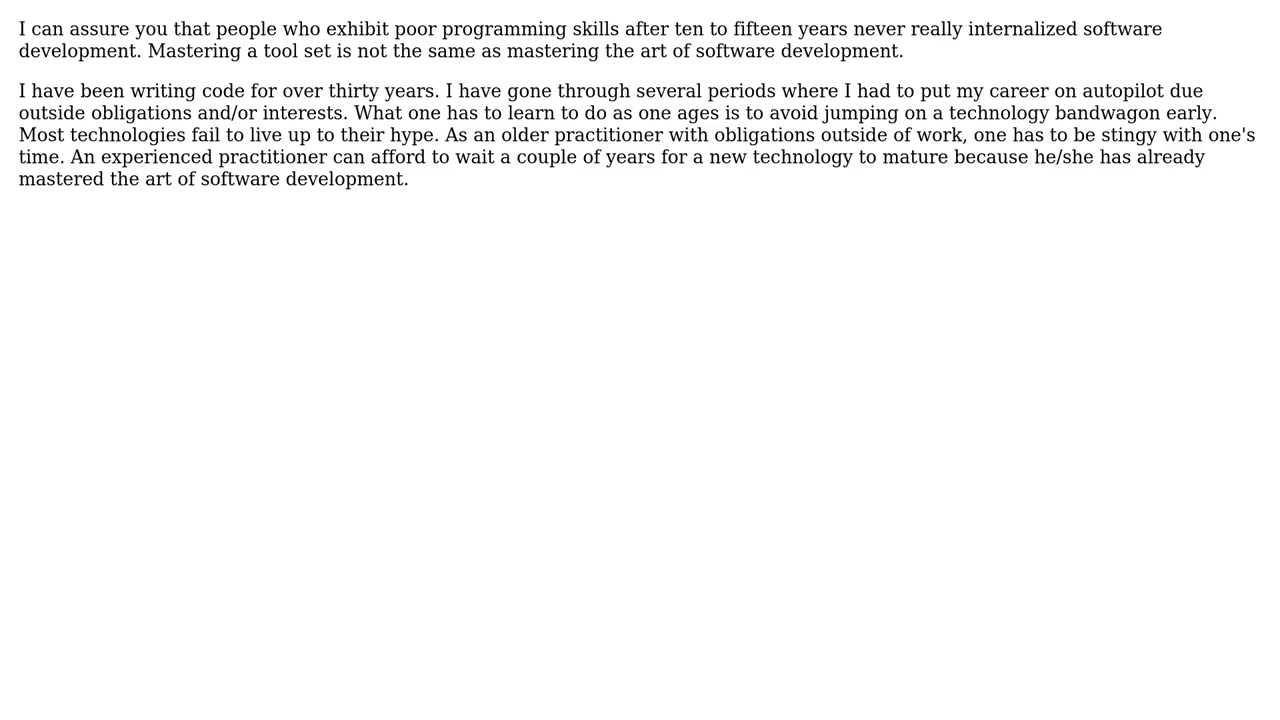 I can assure you that people who exhibit poor programming skills after ten to fifteen years never really internalized software
development. Mastering a tool set is not the same as mastering the art of software development.
I have been writing code for over thirty years. I have gone through several periods where I had to put my career on autopilot due
outside obligations and/or interests. What one has to learn to do as one ages is to avoid jumping on a technology bandwagon early.
Most technologies fail to live up to their hype. As an older practitioner with obligations outside of work, one has to be stingy with one's
time. An experienced practitioner can afford to wait a couple of years for a new technology to mature because he/she has already
mastered the art of software development.